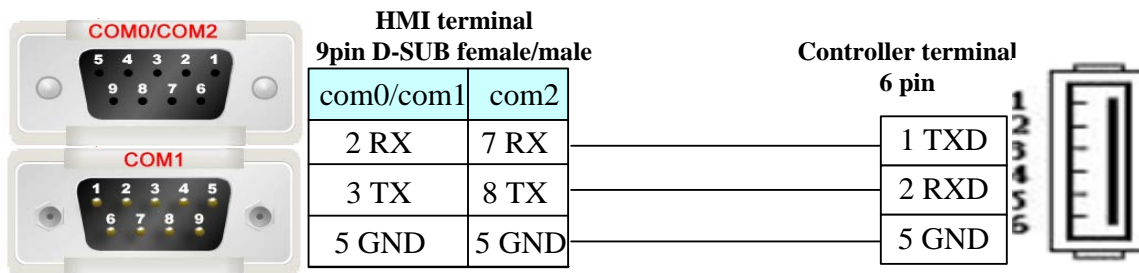 COM0/COM2
5 4 3 2 1
9 8 7 6
COM1
1 2 3 4 5
6 7 8 9
HMI terminal
9pin D-SUB female/male
com0/com1 com2
2 RX 7 RX
3 TX 8 TX
5 GND 5 GND
Controller terminal
6 pin
1 TXD
2 RXD
5 GND
1
2
3
4
5
6